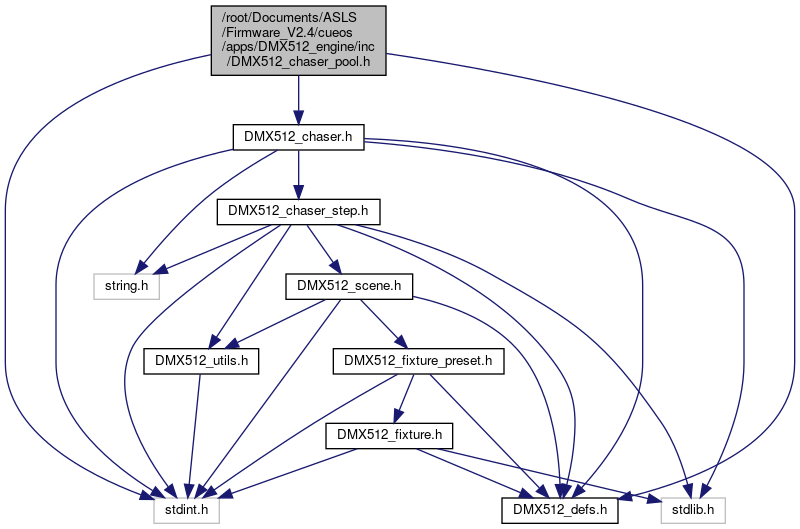 /root/Documents/ASLS
/Firmware_V2.4/cueos
/apps/DMX512_engine/inc
/DMX512_chaser_pool.h
DMX512_chaser.h
DMX512_chaser_step.h
string.h
DMX512_scene.h
DMX512_utils.h
DMX512_fixture_preset.h
DMX512_fixture.h
stdint.h
DMX512_defs.h
stdlib.h